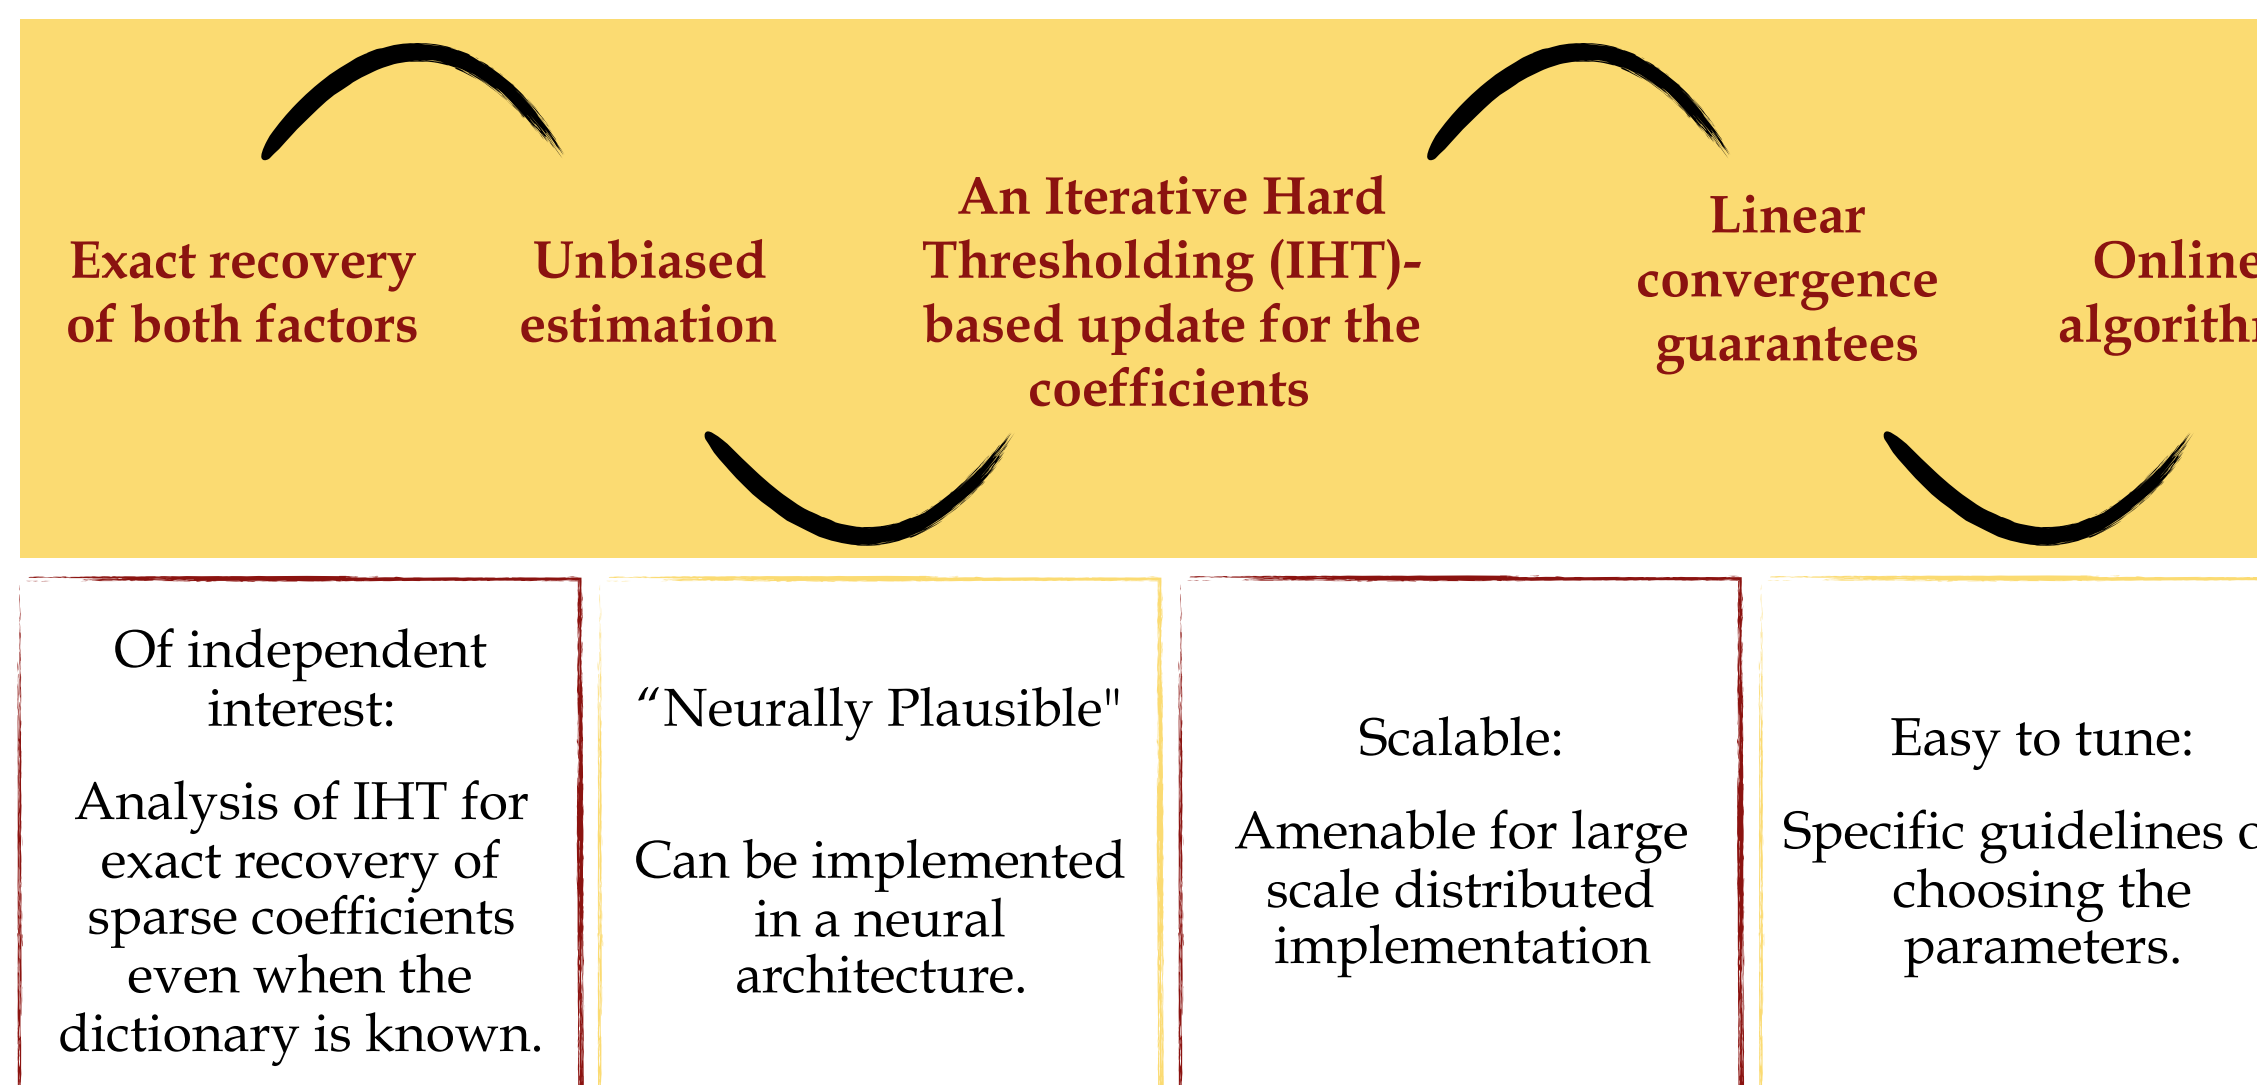 Exact recovery
of both factors
Unbiased
estimation
An Iterative Hard
Thresholding (IHT)-
based update for the
coefficients
Linear
convergence
guarantees
Online
Of independent
interest:
Analysis of IHT for
exact recovery of
sparse coefficients
even when the
dictionary is known.
“Neurally Plausible"
Can be implemented
in a neural
architecture.
Scalable:
Amenable for large
scale distributed
implementation
Easy to tune:
Specific guidelines
choosing the
parameters.